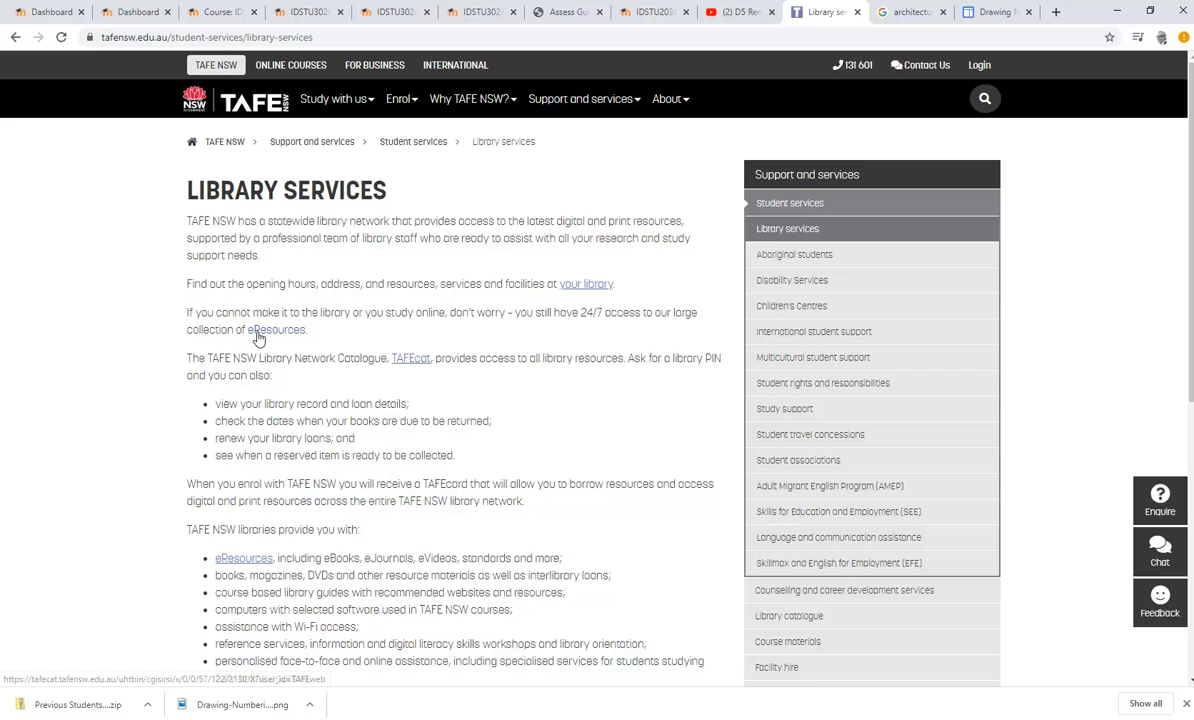 Dashboard
Dashboard
Course: ID
IDSTU302
IDSTU302
IDSTU302
Assess Gui
IDSTU203A
(2) D5 Ren
Library ser
architectur
Drawing N
tafensw.edu.au/student-services/library-services
TAFE NSW
ONLINE COURSES
FOR BUSINESS
INTERNATIONAL
131 601
Contact Us
Login
NSW
GOVERNMENT
TAFE NSW
Study with us
Enrol
Why TAFE NSW?
Support and services
About
TAFE NSW > Support and services > Student services > Library services
LIBRARY SERVICES
TAFE NSW has a statewide library network that provides access to the latest digital and print resources,
supported by a professional team of library staff who are ready to assist with all your research and study
support needs.
Find out the opening hours, address, and resources, services and facilities at your library.
If you cannot make it to the library or you study online, don't worry – you still have 24/7 access to our large
collection of eResources.
The TAFE NSW Library Network Catalogue, TAFEcat, provides access to all library resources. Ask for a library PIN
and you can also:
• view your library record and loan details;
• check the dates when your books are due to be returned;
• renew your library loans; and
• see when a reserved item is ready to be collected.
When you enrol with TAFE NSW you will receive a TAFEcard that will allow you to borrow resources and access
digital and print resources across the entire TAFE NSW library network.
TAFE NSW libraries provide you with:
• eResources, including eBooks, eJournals, eVideos, standards and more;
• books, magazines, DVDs and other resource materials as well as interlibrary loans;
• course based library guides with recommended websites and resources;
• computers with selected software used in TAFE NSW courses;
• assistance with Wi-Fi access;
• reference services, information and digital literacy skills workshops and library orientation;
• personalised face-to-face and online assistance, including specialised services for students studying
Support and services
Student services
Library services
Aboriginal students
Disability Services
Children's Centres
International student support
Multicultural student support
Student rights and responsibilities
Study support
Student travel concessions
Student associations
Adult Migrant English Program (AMEP)
Skills for Education and Employment (SEE)
Language and communication assistance
Skillmax and English for Employment (EFE)
Counselling and career development services
Library catalogue
Course materials
Facility hire
Enquire
Chat
Feedback
https://tafecat.tafensw.edu.au/uhtbin/cgisirsi/x/0/0/57/122/2130/X?user_id=TAFEweb
Previous Students....zip
Drawing-Numberi....png
Show all